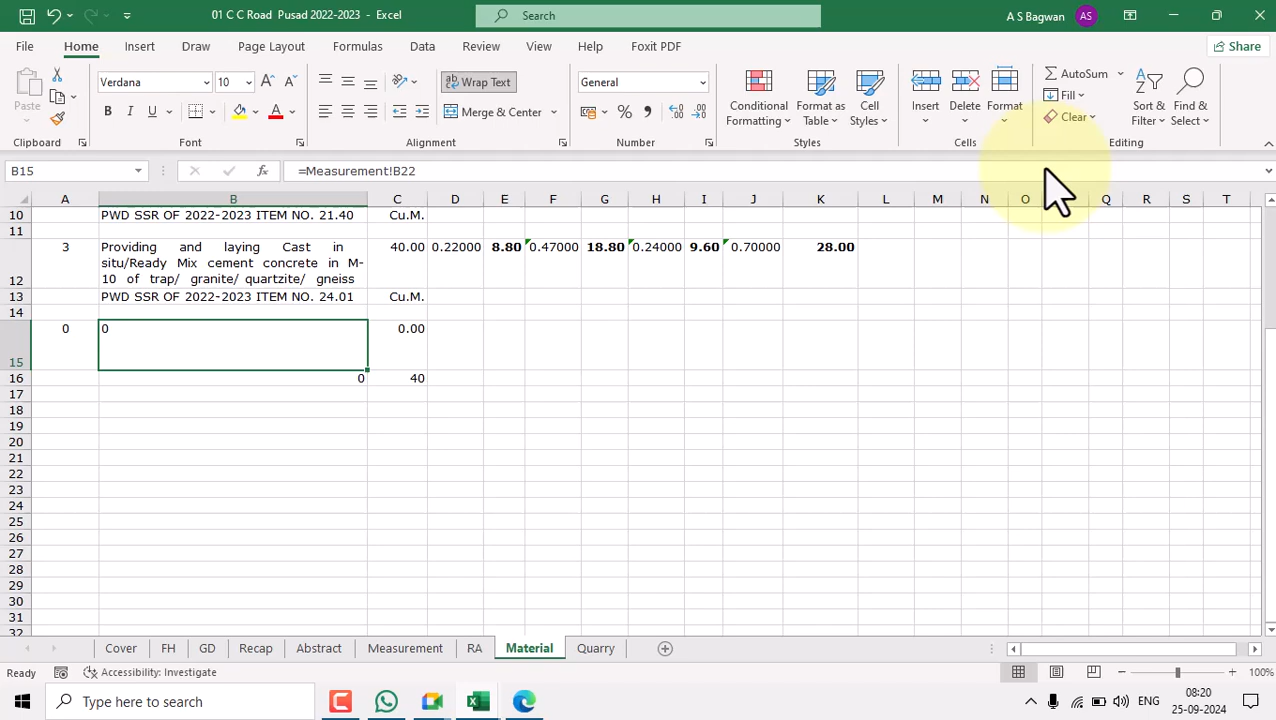 01 C C Road Pusad 2022-2023 - Excel
Search
A S Bagwan
AS
File Home Insert Draw Page Layout Formulas Data Review View Help Foxit PDF
Share
Paste
Verdana 10
Wrap Text
General
Conditional Formatting
Format as Table
Cell Styles
Insert
Delete
Format
AutoSum
Sort & Filter
Find & Select
B I U
Merge & Center
Fill
Clear
Clipboard Font Alignment Number Styles Cells Editing
B15 =Measurement!B22
A B C D E F G H I J K L M N O P Q R S T
10 PWD SSR OF 2022-2023 ITEM NO. 21.40 Cu.M.
11
12 3 Providing and laying Cast in 40.00 0.22000 8.80 0.47000 18.80 0.24000 9.60 0.70000 28.00
situ/Ready Mix cement concrete in M-
10 of trap/ granite/ quartzite/ gneiss
13 PWD SSR OF 2022-2023 ITEM NO. 24.01 Cu.M.
14
15 0 0 0.00
16 0 40
17
18
19
20
21
22
23
24
25
26
27
28
29
30
31
32
Cover FH GD Recap Abstract Measurement RA Material Quarry
Ready Accessibility: Investigate 100%
Type here to search
ENG
08:20
25-09-2024